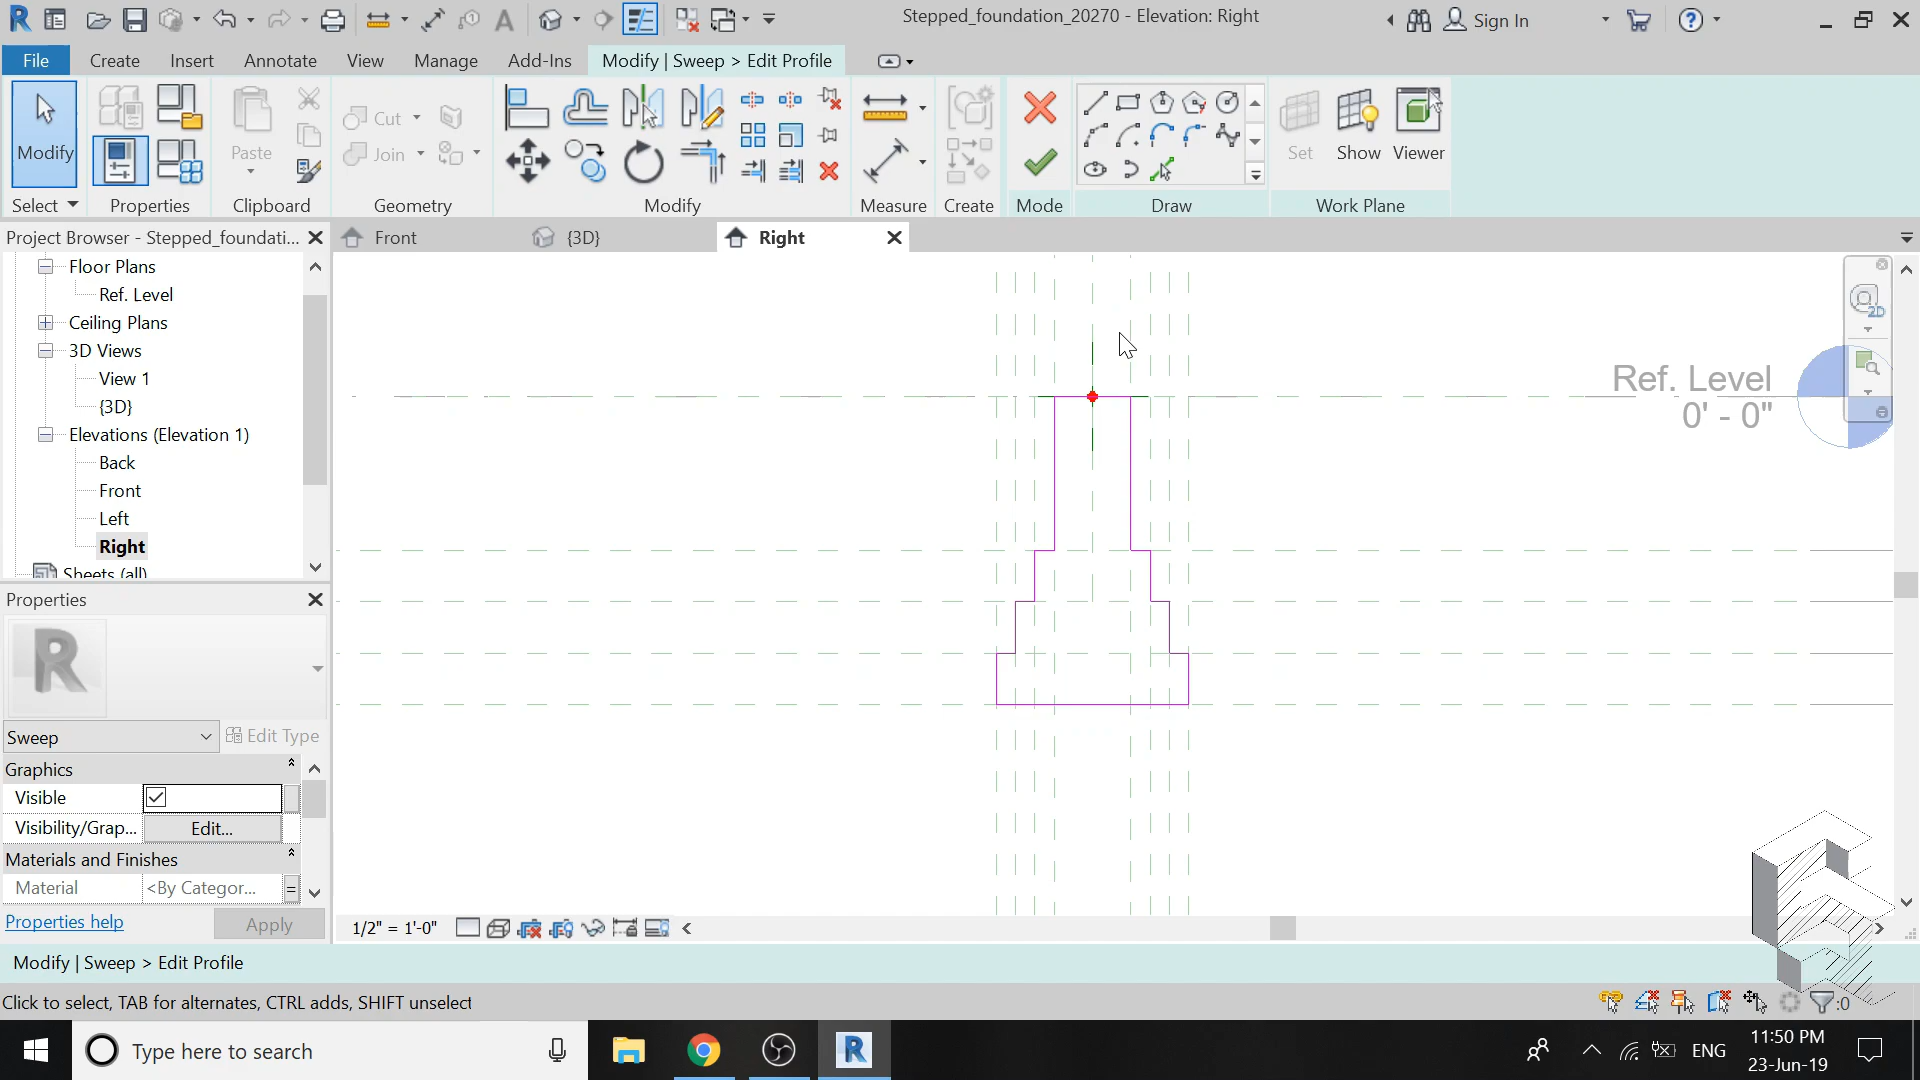 Stepped_foundation_20270 - Elevation: Right
Sign In
File
Create
Insert
Annotate
View
Manage
Add-Ins
Modify | Sweep > Edit Profile
Modify
Paste
Cut
Join
Set
Show
Viewer
Select
Properties
Clipboard
Geometry
Modify
Measure
Create
Mode
Draw
Work Plane
Project Browser - Stepped_foundati...
Front
{3D}
Right
Floor Plans
Ref. Level
Ceiling Plans
3D Views
View 1
{3D}
Elevations (Elevation 1)
Back
Front
Left
Right
Sheets (all)
2D
Ref. Level
0' - 0"
Properties
R
Sweep
Edit Type
Graphics
Visible
Visibility/Grap...
Edit...
Materials and Finishes
Material
<By Categor...
=
Properties help
Apply
1/2" = 1'-0"
Modify | Sweep > Edit Profile
Click to select, TAB for alternates, CTRL adds, SHIFT unselect
:0
Type here to search
ENG
11:50 PM
23-Jun-19